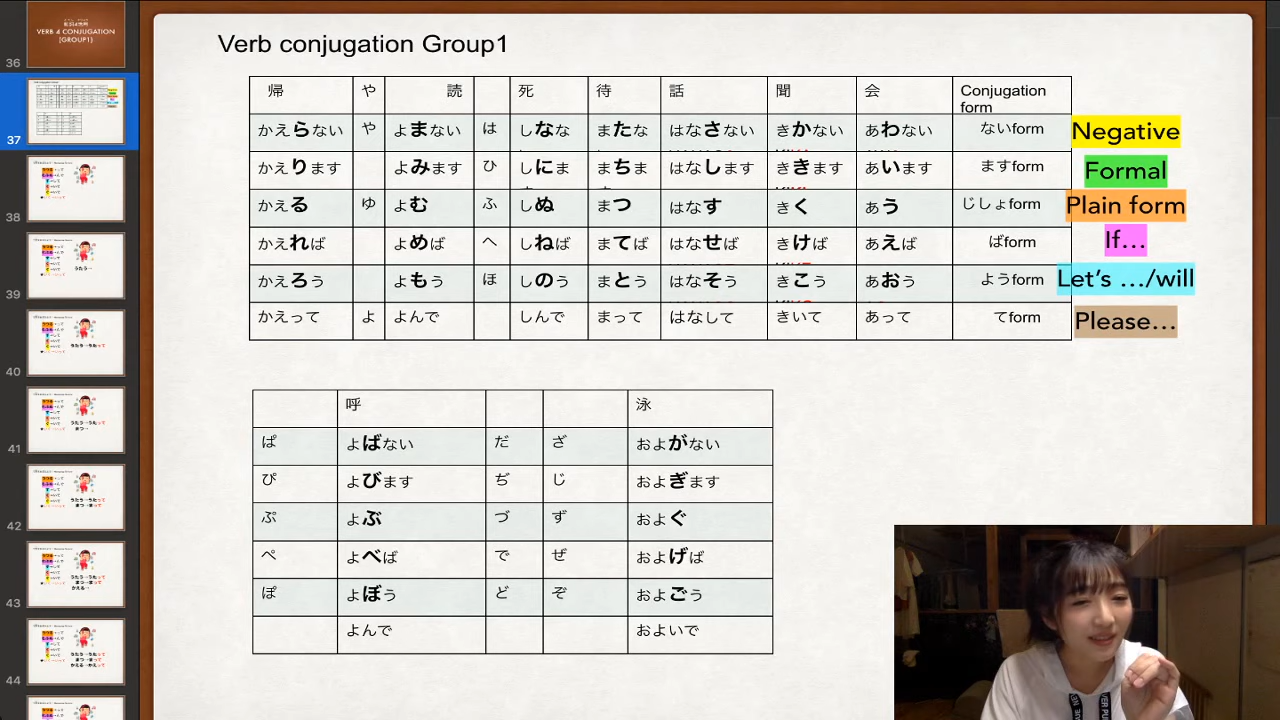 VERB 4 CONJUGATION
(GROUP1)
36
37
38
39
40
41
42
43
44
Verb conjugation Group1
帰 や 読 死 待 話 聞 会 Conjugation form
かえらない や よまない は しなな またな はなさない きかない あわない ないform Negative
かえります よみます ひ しにま まちま はなします ききます あいます ますform Formal
かえる ゆ よむ ふ しぬ まつ はなす きく あう じしょform Plain form
かえれば よめば へ しねば まてば はなせば きけば あえば ばform If…
かえろう よもう ほ しのう まとう はなそう きこう あおう ようform Let's …/will
かえって よ よんで しんで まって はなして きいて あって てform Please…
呼 泳
ぱ よばない だ ざ およがない
ぴ よびます ぢ じ およぎます
ぷ よぶ づ ず およぐ
ぺ よべば で ぜ およげば
ぽ よぼう ど ぞ およごう
よんで およいで